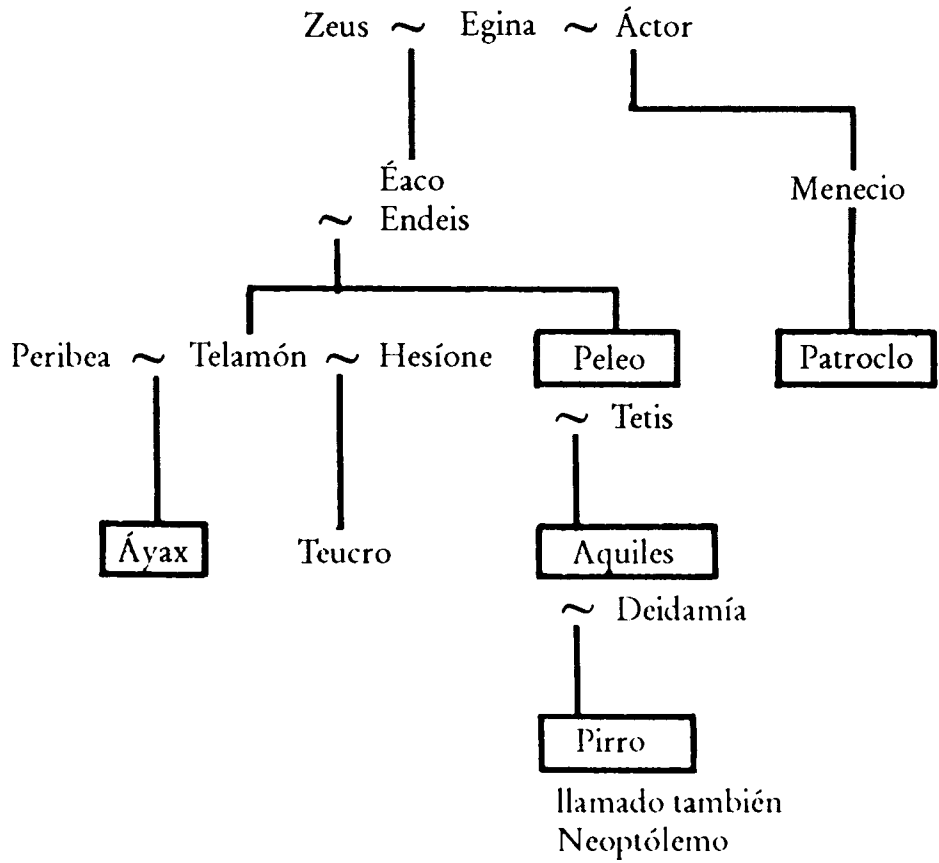 Zeus ~ Egina ~ Áctor
Éaco
~ Endeis
Menecio
Peribea ~ Telamón ~ Hesíone
Peleo
Patroclo
~ Tetis
Áyax
Teucro
Aquiles
~ Deidamía
Pirro
llamado también
Neoptólemo